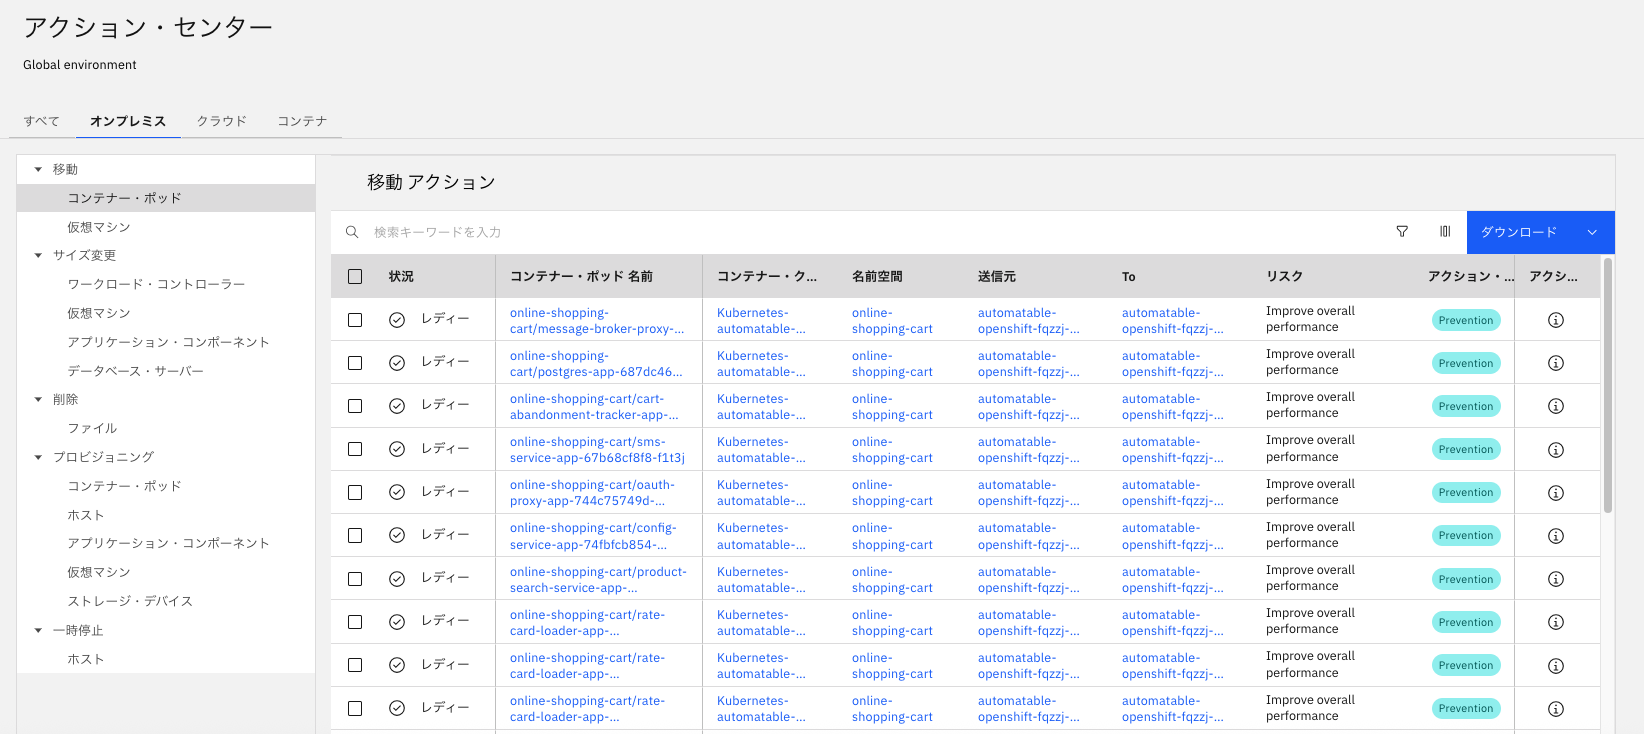 アクション・センター
Global environment
すべて オンプレミス クラウド コンテナ
移動
コンテナー・ポッド
仮想マシン
サイズ変更
ワークロード・コントローラー
仮想マシン
アプリケーション・コンポーネント
データベース・サーバー
削除
ファイル
プロビジョニング
コンテナー・ポッド
ホスト
アプリケーション・コンポーネント
仮想マシン
ストレージ・デバイス
一時停止
ホスト
移動 アクション
検索キーワードを入力
ダウンロード
状況 コンテナー・ポッド 名前 コンテナー・ク... 名前空間 送信元 To リスク アクション・... アクシ...
レディー online-shopping- Kubernetes- online- automatable- automatable- Improve overall Prevention
cart/message-broker-proxy-... automatable-... shopping-cart openshift-fqzzj-... openshift-fqzzj-... performance
レディー online-shopping- Kubernetes- online- automatable- automatable- Improve overall Prevention
cart/postgres-app-687dc46... automatable-... shopping-cart openshift-fqzzj-... openshift-fqzzj-... performance
レディー online-shopping-cart/cart- Kubernetes- online- automatable- automatable- Improve overall Prevention
abandonment-tracker-app-... automatable-... shopping-cart openshift-fqzzj-... openshift-fqzzj-... performance
レディー online-shopping-cart/sms- Kubernetes- online- automatable- automatable- Improve overall Prevention
service-app-67b68cf8f8-f1t3j automatable-... shopping-cart openshift-fqzzj-... openshift-fqzzj-... performance
レディー online-shopping-cart/oauth- Kubernetes- online- automatable- automatable- Improve overall Prevention
proxy-app-744c75749d-... automatable-... shopping-cart openshift-fqzzj-... openshift-fqzzj-... performance
レディー online-shopping-cart/config- Kubernetes- online- automatable- automatable- Improve overall Prevention
service-app-74fbfcb854-... automatable-... shopping-cart openshift-fqzzj-... openshift-fqzzj-... performance
レディー online-shopping-cart/product- Kubernetes- online- automatable- automatable- Improve overall Prevention
search-service-app-... automatable-... shopping-cart openshift-fqzzj-... openshift-fqzzj-... performance
レディー online-shopping-cart/rate- Kubernetes- online- automatable- automatable- Improve overall Prevention
card-loader-app-... automatable-... shopping-cart openshift-fqzzj-... openshift-fqzzj-... performance
レディー online-shopping-cart/rate- Kubernetes- online- automatable- automatable- Improve overall Prevention
card-loader-app-... automatable-... shopping-cart openshift-fqzzj-... openshift-fqzzj-... performance
レディー online-shopping-cart/rate- Kubernetes- online- automatable- automatable- Improve overall Prevention
card-loader-app-... automatable-... shopping-cart openshift-fqzzj-... openshift-fqzzj-... performance